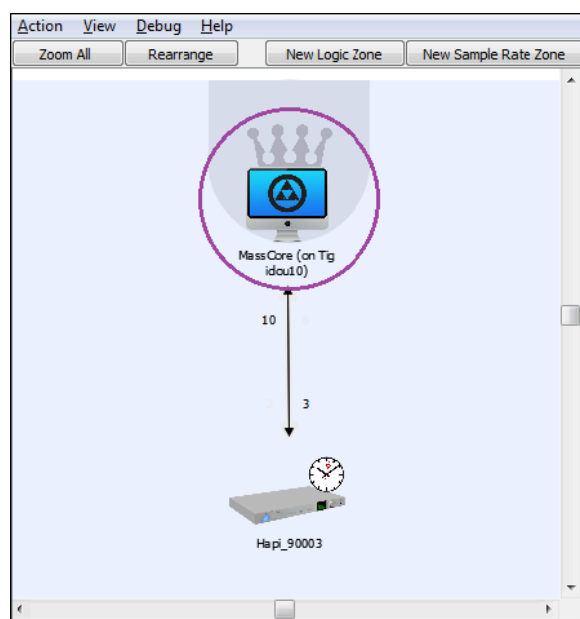 Action View Debug Help
Zoom All Rearrange New Logic Zone New Sample Rate Zone
MassCore (on Tig
idou10)
10
3
Hapi_90003